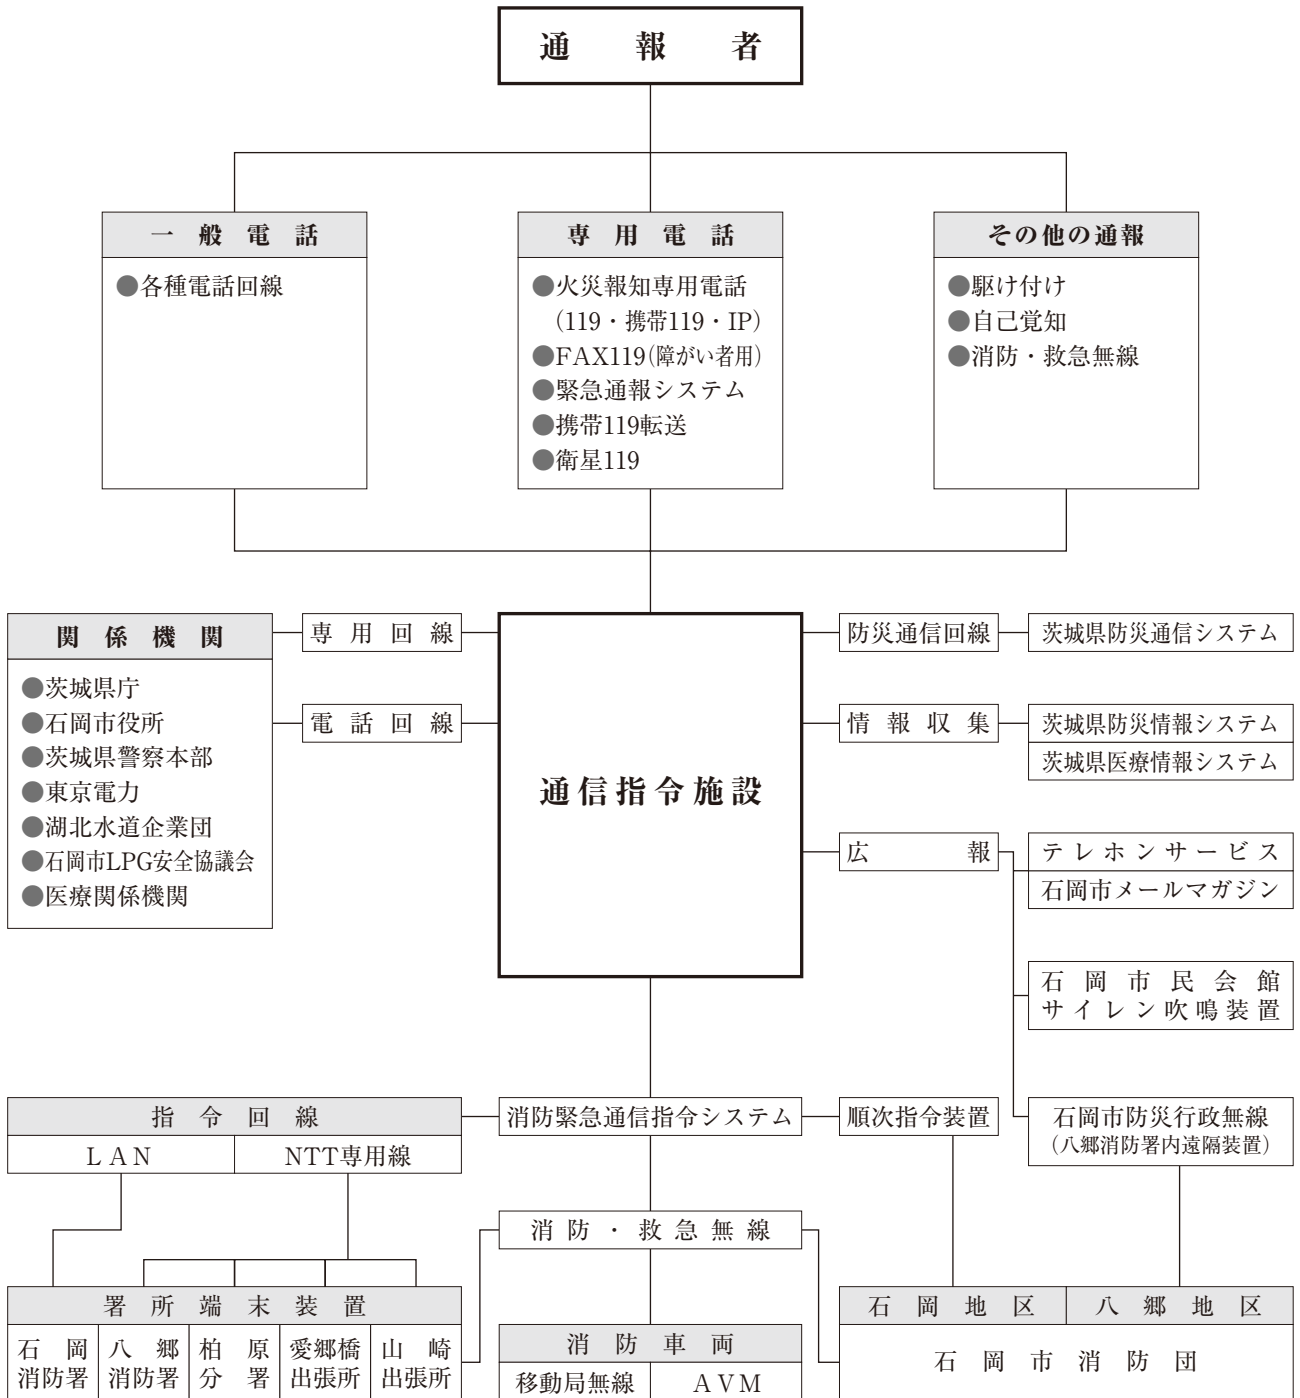 通報者
一般電話
●各種電話回線
専用電話
●火災報知専用電話
(119・携帯119・IP)
●FAX119(障がい者用)
●緊急通報システム
●携帯119転送
●衛星119
その他の通報
●駆け付け
●自己覚知
●消防・救急無線
関係機関
●茨城県庁
●石岡市役所
●茨城県警察本部
●東京電力
●湖北水道企業団
●石岡市LPG安全協議会
●医療関係機関
専用回線
電話回線
通信指令施設
防災通信回線
茨城県防災通信システム
情報収集
茨城県防災情報システム
茨城県医療情報システム
広報
テレホンサービス
石岡市メールマガジン
石岡市民会館
サイレン吹鳴装置
石岡市防災行政無線
(八郷消防署内遠隔装置)
指令回線
LAN
NTT専用線
消防緊急通信指令システム
順次指令装置
消防・救急無線
署所端末装置
石岡
消防署
八郷
消防署
柏原
分署
愛郷橋
出張所
山崎
出張所
消防車両
移動局無線
AVM
石岡地区
八郷地区
石岡市消防団